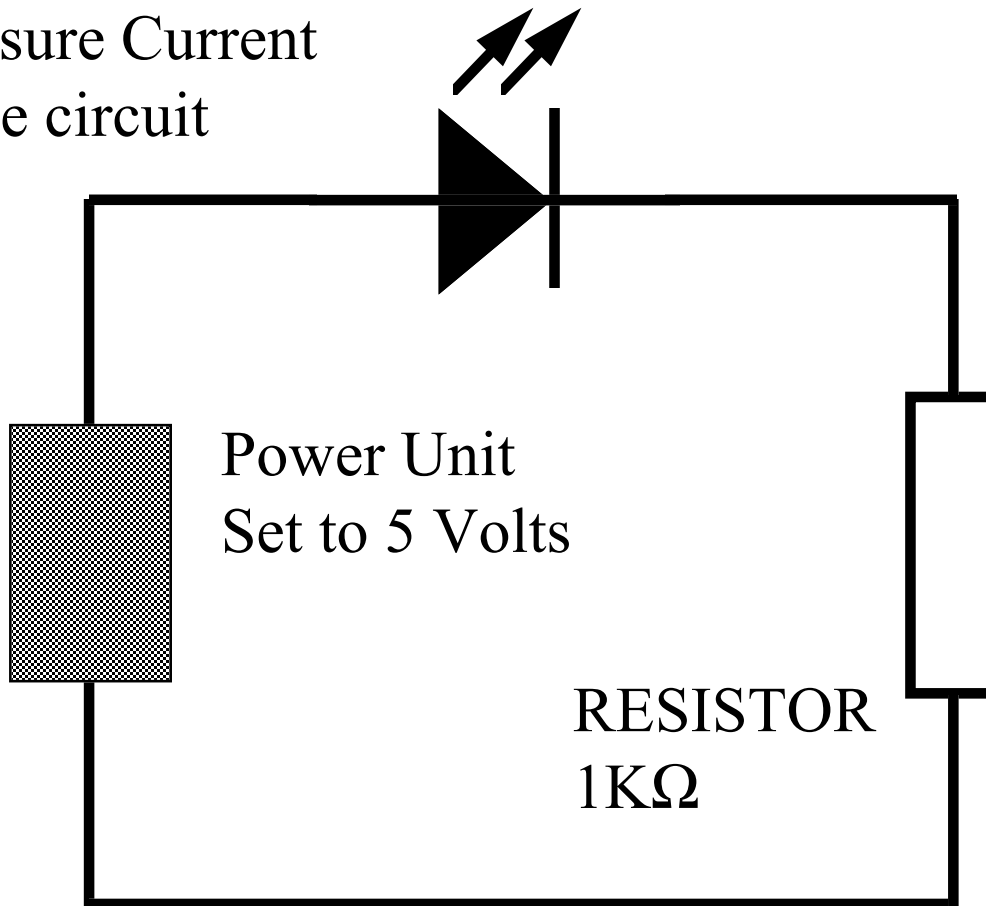 sure Current
e circuit
Power Unit
Set to 5 Volts
RESISTOR
1KΩ